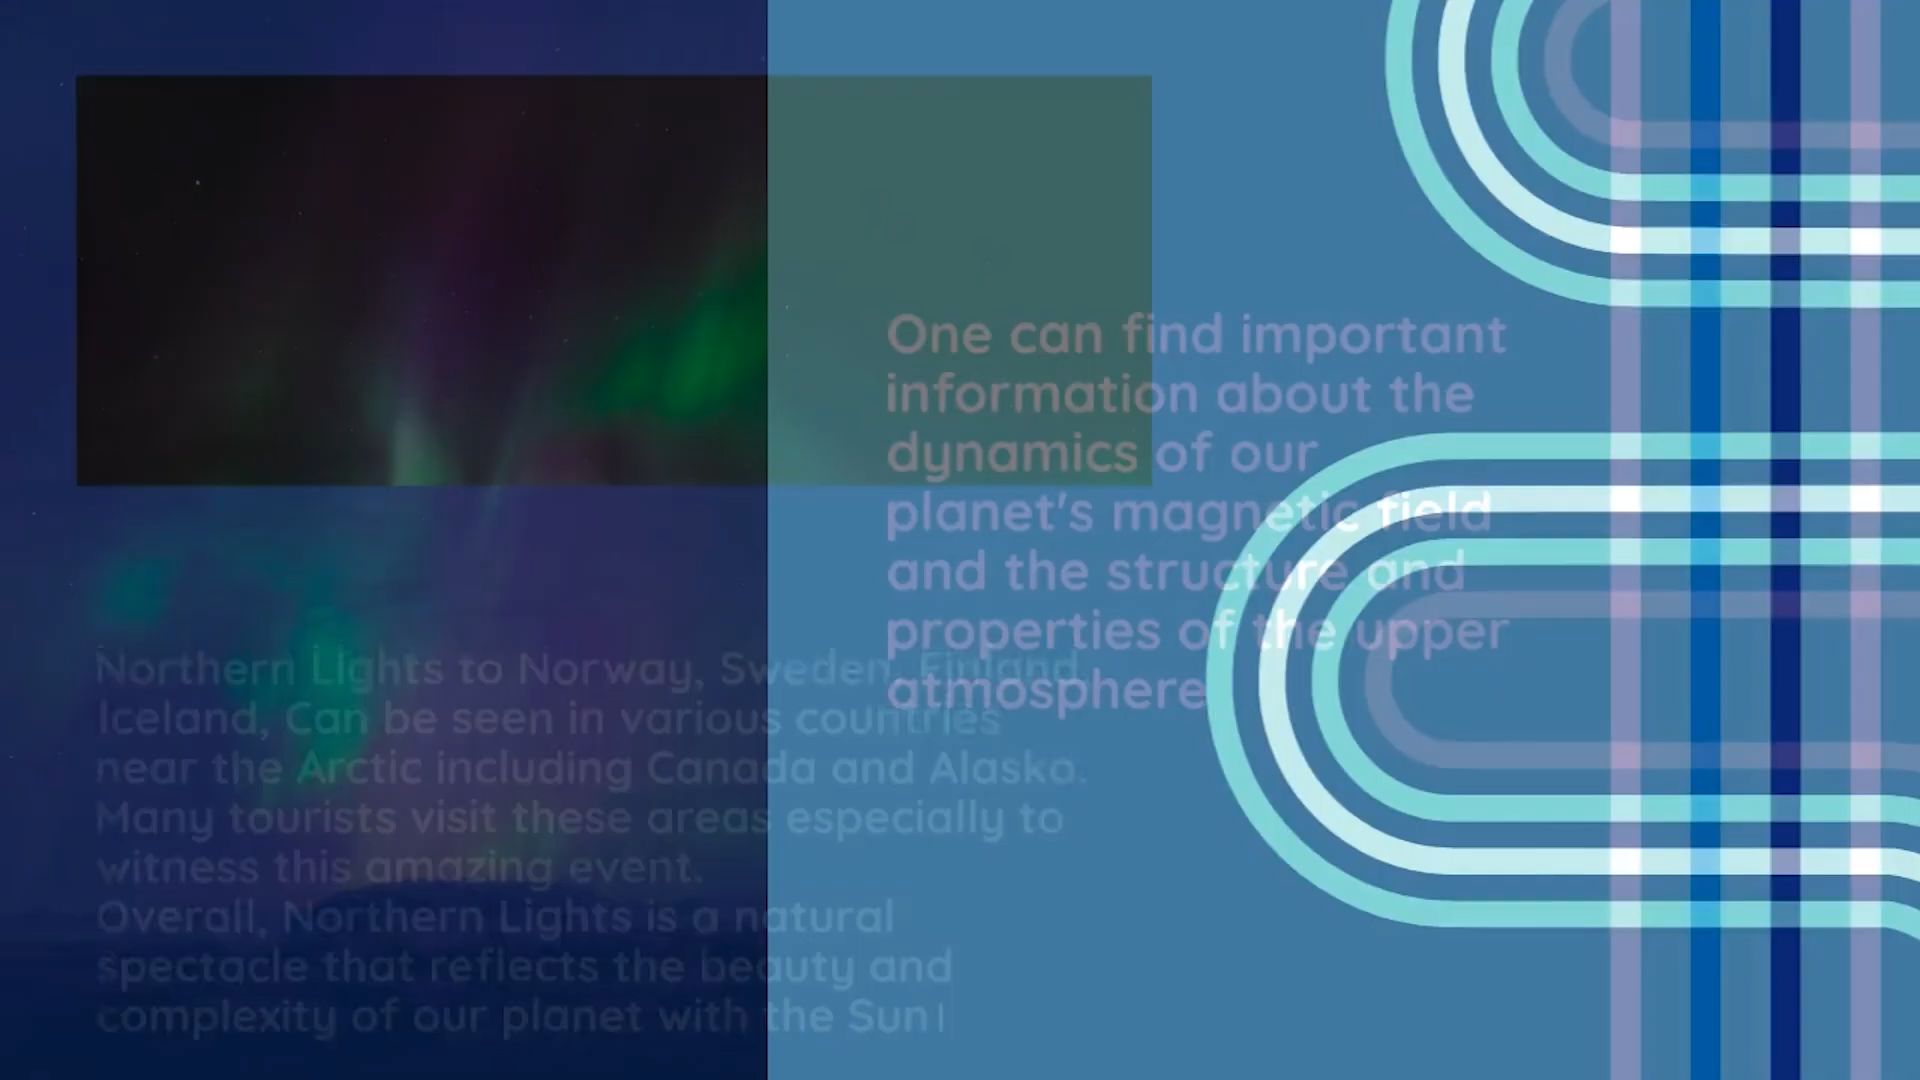 One can find important
information about the
dynamics of our
planet's magnetic field
and the structure and
properties of the upper
atmosphere
Northern Lights to Norway, Sweden, Finland,
Iceland, Can be seen in various countries
near the Arctic including Canada and Alaska.
Many tourists visit these areas especially to
witness this amazing event.
Overall, Northern Lights is a natural
spectacle that reflects the beauty and
complexity of our planet with the Sun!